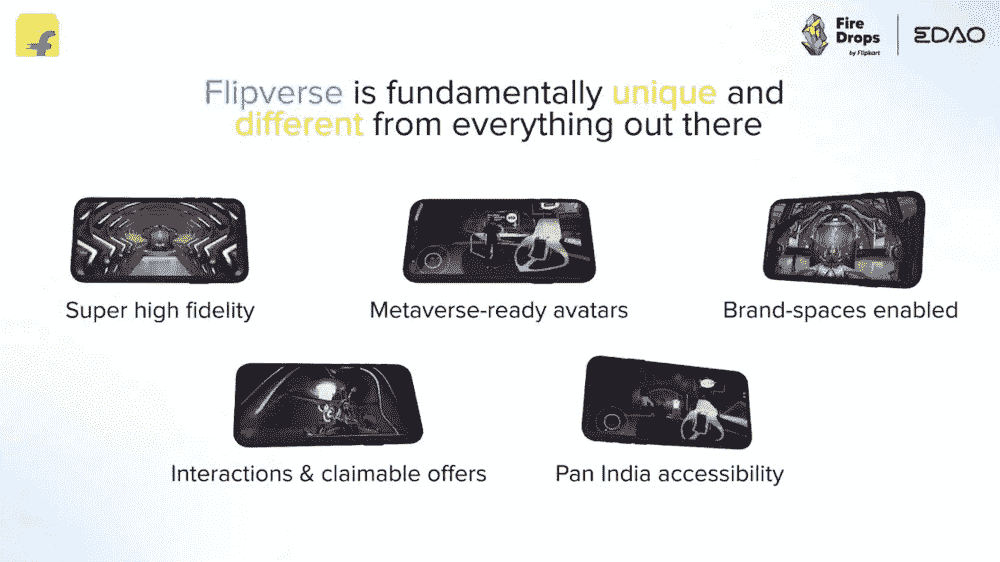 Fire
Drops
by Flipkart
EDAO
Flipverse is fundamentally unique and
different from everything out there
Super high fidelity
Metaverse-ready avatars
Brand-spaces enabled
Interactions & claimable offers
Pan India accessibility